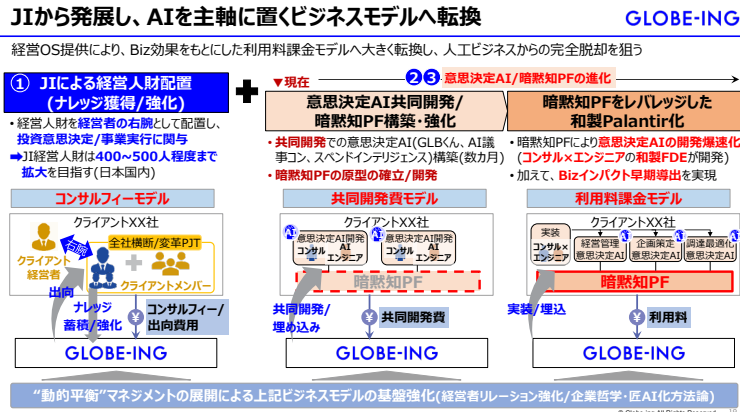 JIから発展し、AIを主軸に置くビジネスモデルへ転換
GLOBE-ING
経営OS提供により、Biz効果をもとにした利用料課金モデルへ大きく転換し、人工ビジネスからの完全脱却を狙う
① JIによる経営人財配置
(ナレッジ獲得/強化)
・経営人財を経営者の右腕として配置し、
投資意思決定/事業実行に関与
➡JI経営人財は400~500人程度まで
拡大を目指す(日本国内)
コンサルフィーモデル
クライアントXX社
全社横断/変革PJT
右腕
クライアント
経営者
クライアントメンバー
出向
ナレッジ
蓄積/強化
¥
コンサルフィー/
出向費用
GLOBE-ING
+
▼現在
②③ 意思決定AI/暗黙知PFの進化
意思決定AI共同開発/
暗黙知PF構築・強化
・共同開発での意思決定AI(GLBくん、AI議
事コン、スペンドインテリジェンス)構築(数カ月)
・暗黙知PFの原型の確立/開発
共同開発費モデル
クライアントXX社
AI 意思決定AI開発
コンサル AIエンジニア
AI 意思決定AI開発
コンサル AIエンジニア
暗黙知PF
共同開発/
埋め込み
¥
共同開発費
GLOBE-ING
暗黙知PFをレバレッジした
和製Palantir化
・暗黙知PFにより意思決定AIの開発爆速化
(コンサル×エンジニアの和製FDEが開発)
・加えて、Bizインパクト早期導出を実現
利用料課金モデル
クライアントXX社
実装
コンサル×
エンジニア
経営管理
意思決定AI
AI
企画策定
意思決定AI
AI
調達最適化
意思決定AI
AI
暗黙知PF
実装/埋込
¥
利用料
GLOBE-ING
“動的平衡”マネジメントの展開による上記ビジネスモデルの基盤強化(経営者リレーション強化/企業哲学・匠AI化方法論)